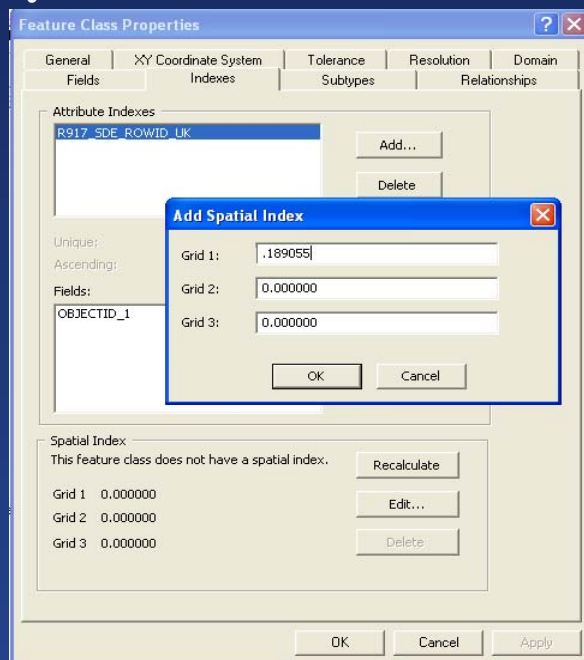 Feature Class Properties
General XY Coordinate System Tolerance Resolution Domain
Fields Indexes Subtypes Relationships
Attribute Indexes
R917_SDE_ROWID_UK
Add...
Delete
Add Spatial Index
Unique:
Ascending:
Grid 1: .189055
Grid 2: 0.000000
Grid 3: 0.000000
Fields:
OBJECTID_1
OK Cancel
Spatial Index
This feature class does not have a spatial index.
Recalculate
Grid 1 0.000000
Edit...
Grid 2 0.000000
Grid 3 0.000000
Delete
OK Cancel Apply